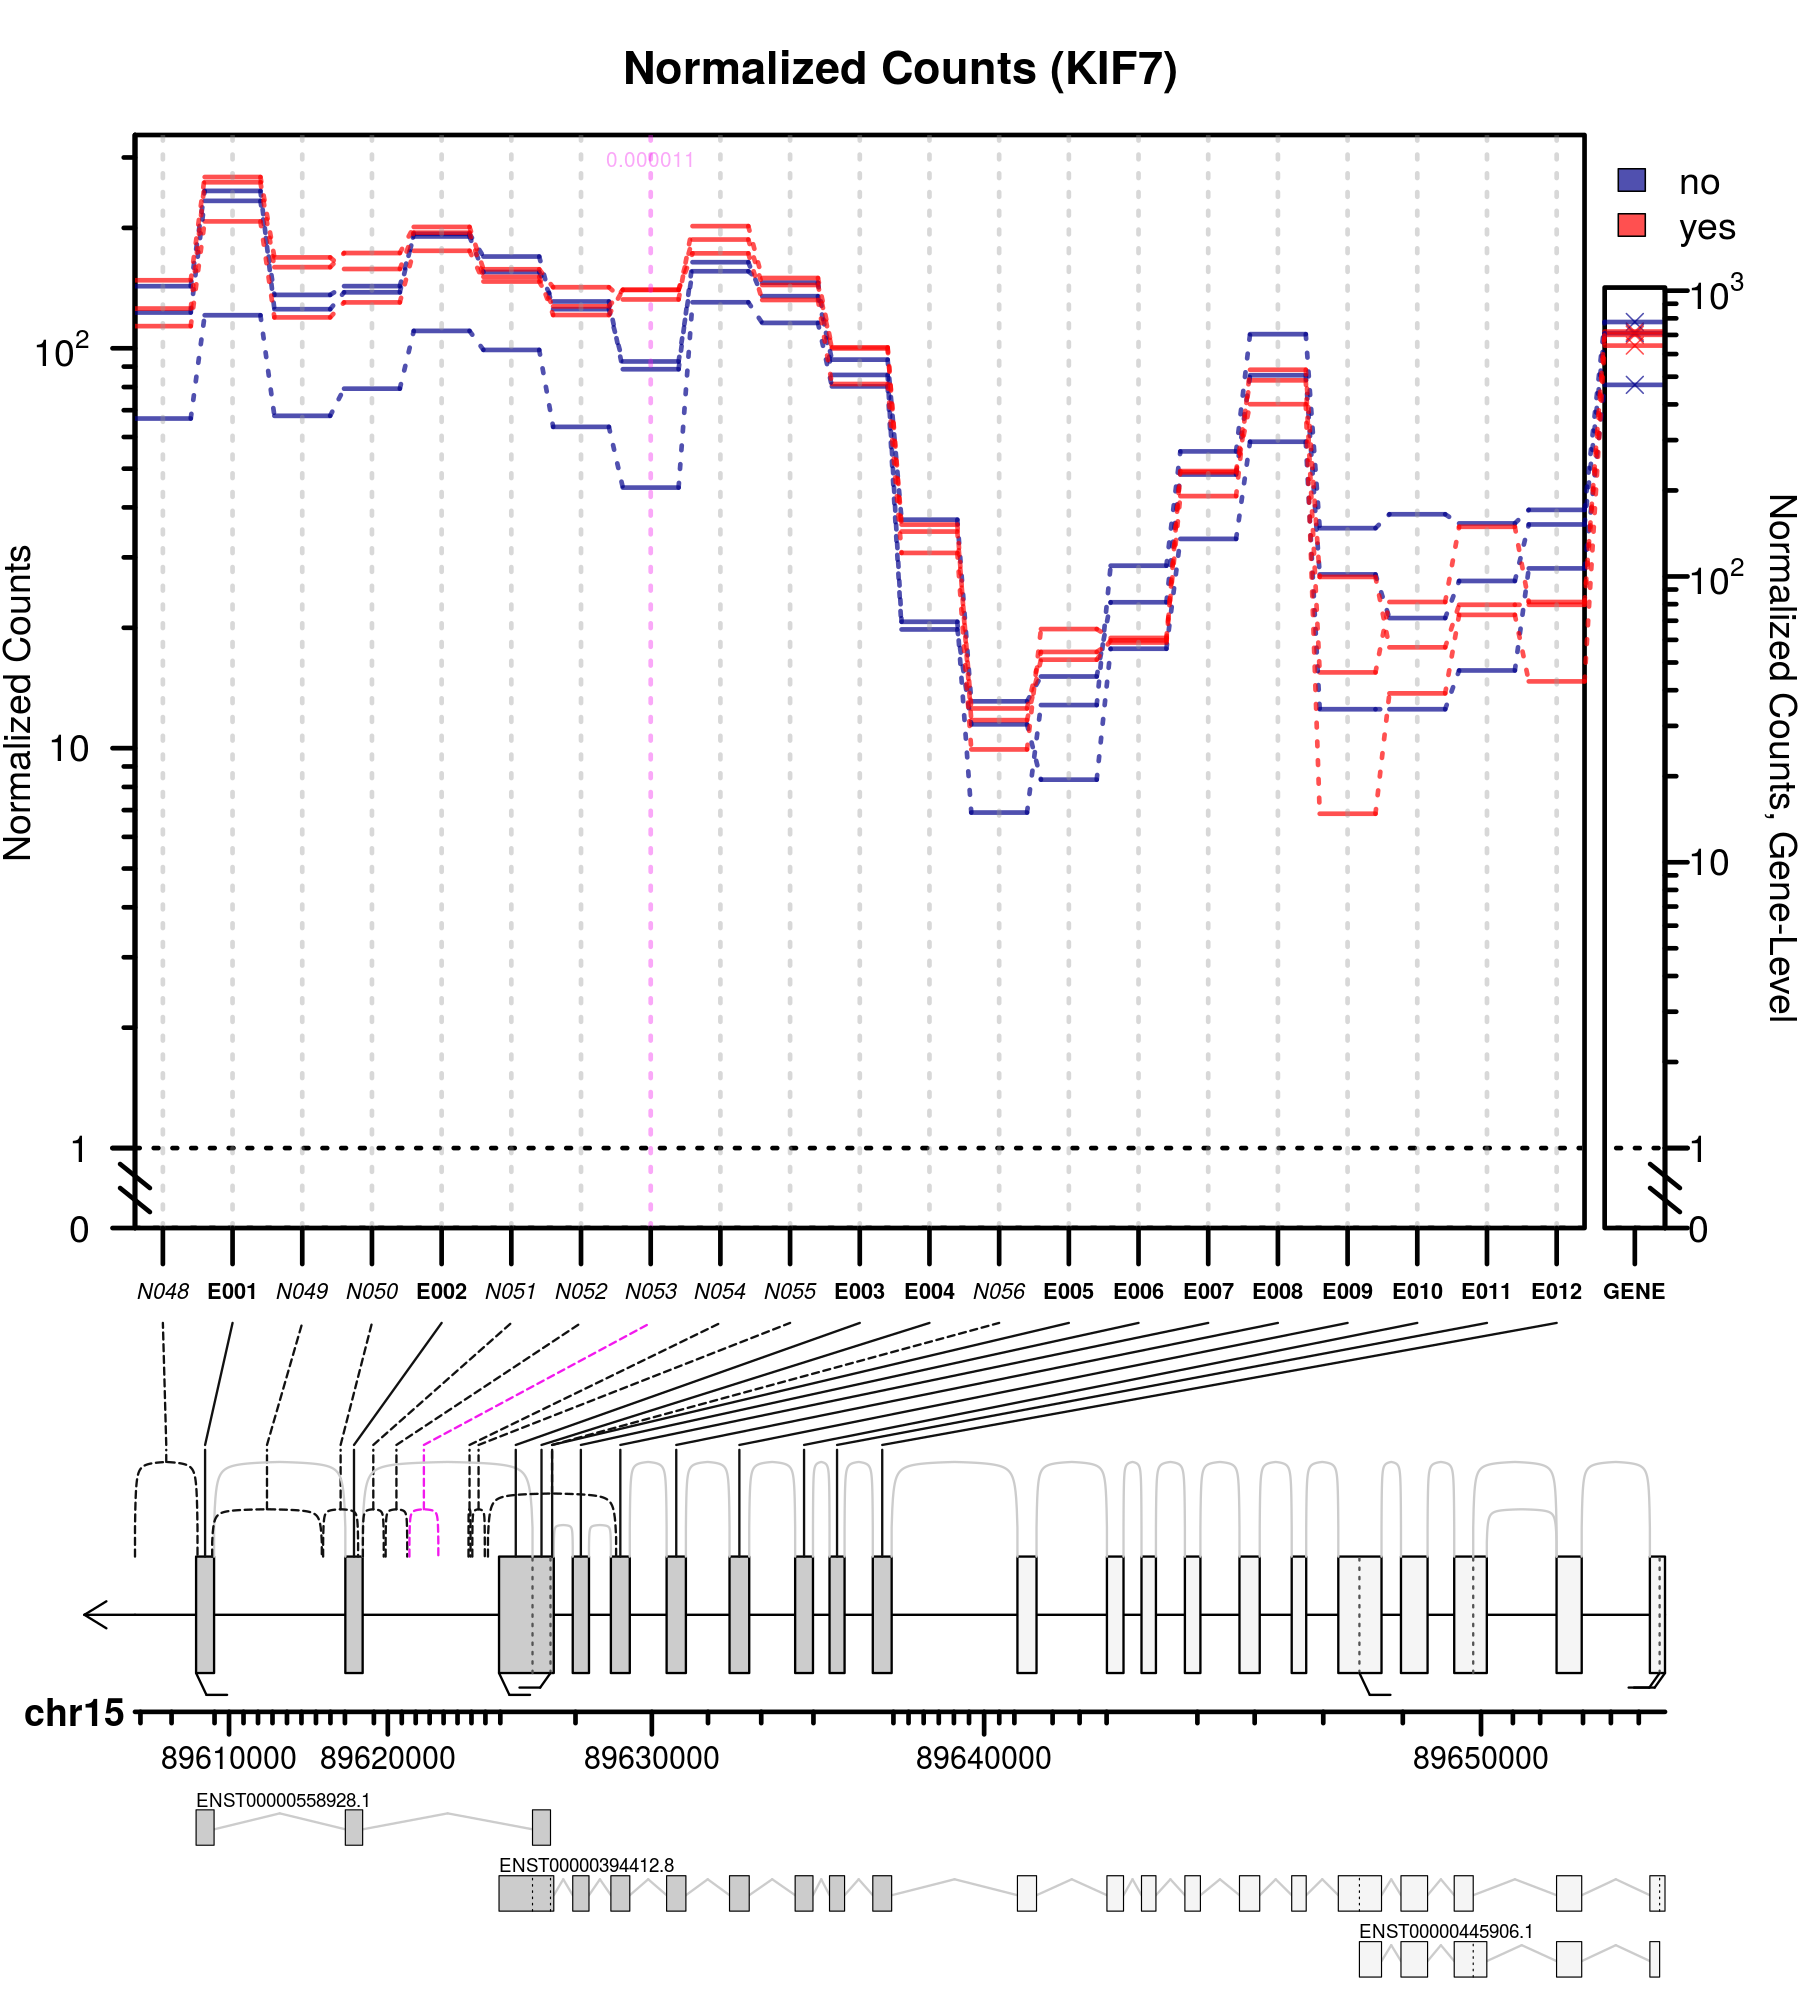 Normalized Counts (KIF7)
0.000011
no
yes
10³
10²
10
1
0
Normalized Counts
10²
10
1
0
Normalized Counts, Gene-Level
N048 E001 N049 N050 E002 N051 N052 N053 N054 N055 E003 E004 N056 E005 E006 E007 E008 E009 E010 E011 E012 GENE
chr15
89610000 89620000 89630000 89640000 89650000
ENST00000558928.1
ENST00000394412.8
ENST00000445906.1